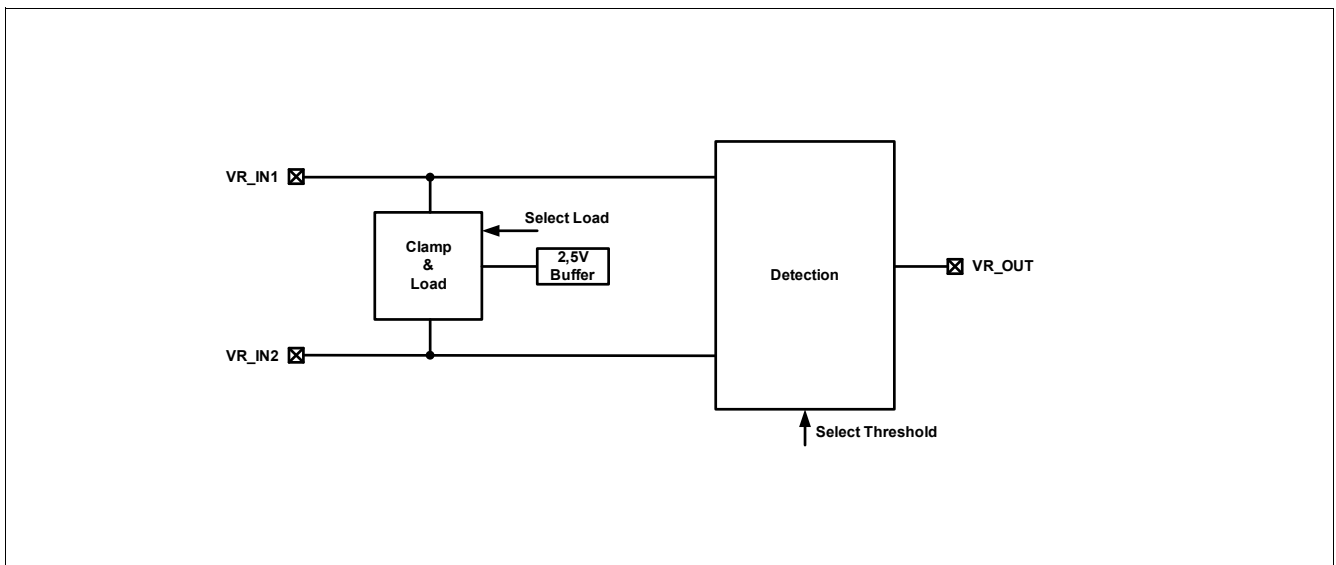 VR_IN1
Select Load
Clamp
&
Load
2,5V
Buffer
Detection
VR_OUT
VR_IN2
Select Threshold